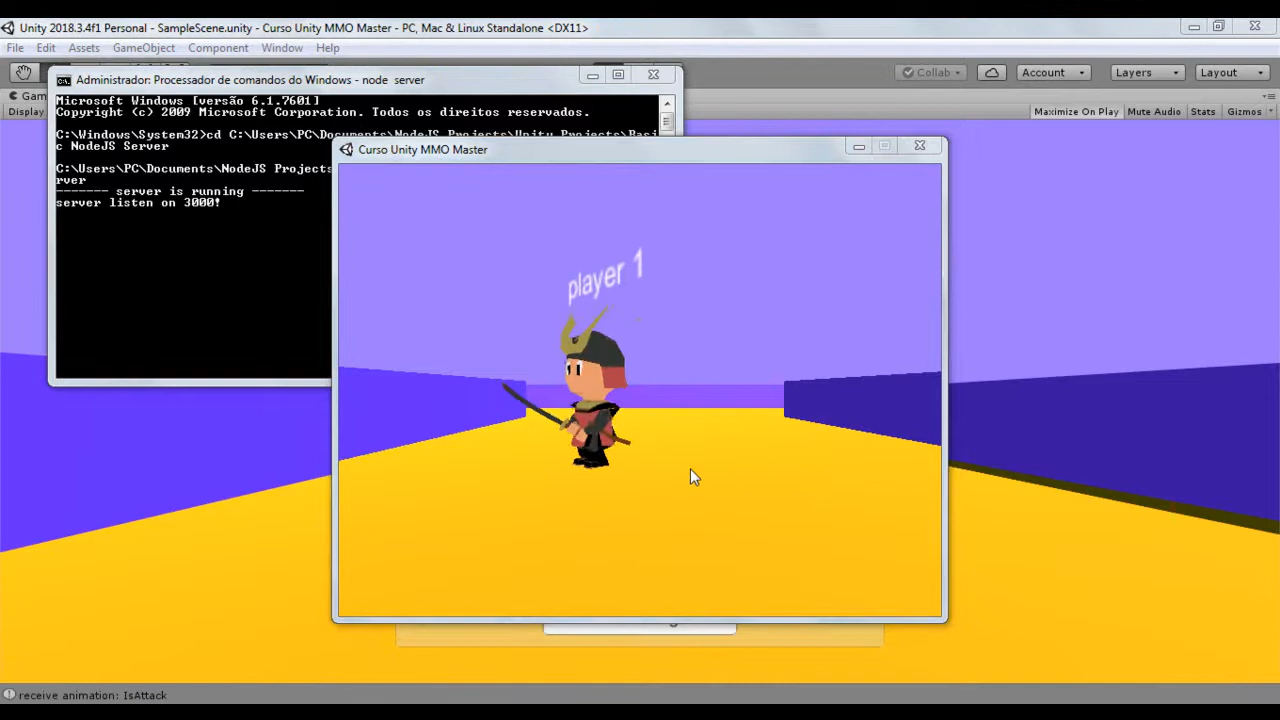 Unity 2018.3.4f1 Personal - SampleScene.unity - Curso Unity MMO Master - PC, Mac & Linux Standalone <DX11>
File Edit Assets GameObject Component Window Help
Collab Account Layers Layout
Administrador: Processador de comandos do Windows - node server
Gam
Display
Maximize On Play Mute Audio Stats Gizmos
Microsoft Windows [versão 6.1.7601]
Copyright (c) 2009 Microsoft Corporation. Todos os direitos reservados.
C:\Windows\System32>cd C:\Users\PC\Documents\NodeJS Projects\Unity Projects\Basi
c NodeJS Server
C:\Users\PC\Documents\NodeJS Projects
rver
------- server is running -------
server listen on 3000!
Curso Unity MMO Master
player 1
receive animation: IsAttack